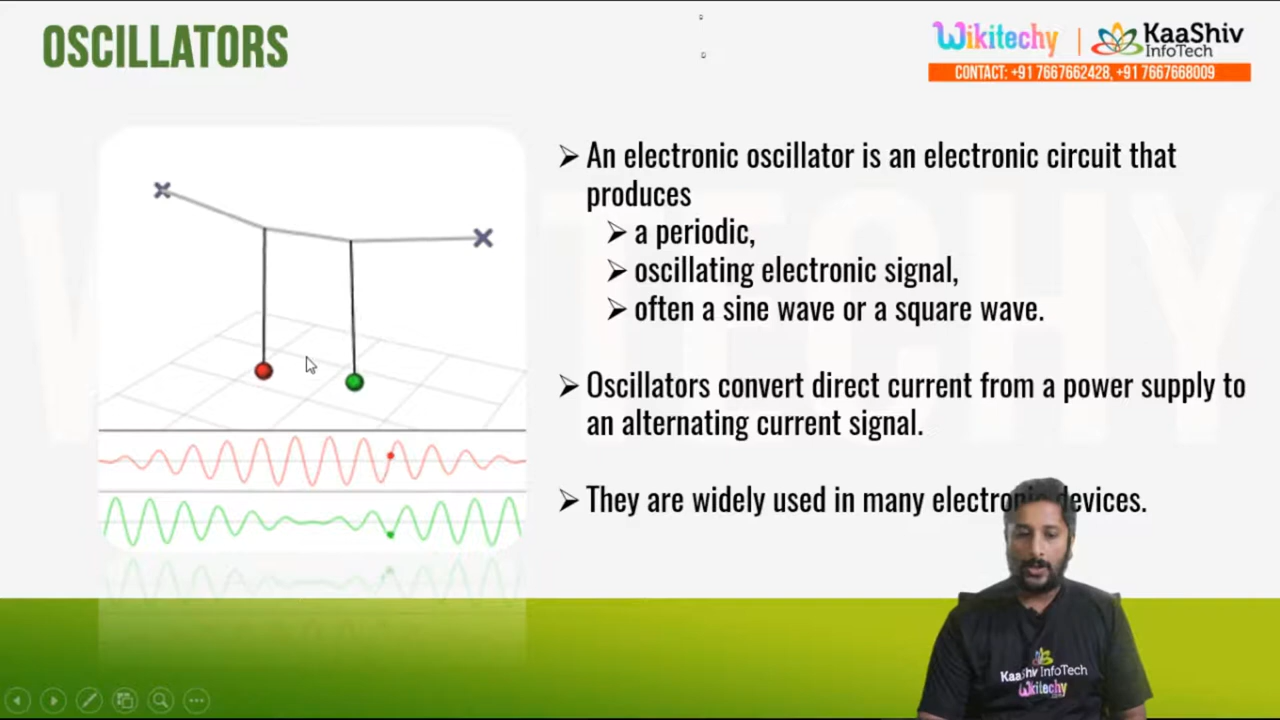 OSCILLATORS
Wikitechy | KaaShiv
InfoTech
CONTACT: +91 7667662428, +91 7667668009
➢ An electronic oscillator is an electronic circuit that
produces
➢ a periodic,
➢ oscillating electronic signal,
➢ often a sine wave or a square wave.
➢ Oscillators convert direct current from a power supply to
an alternating current signal.
➢ They are widely used in many electronic devices.
KaaShiv InfoTech
Wikitechy